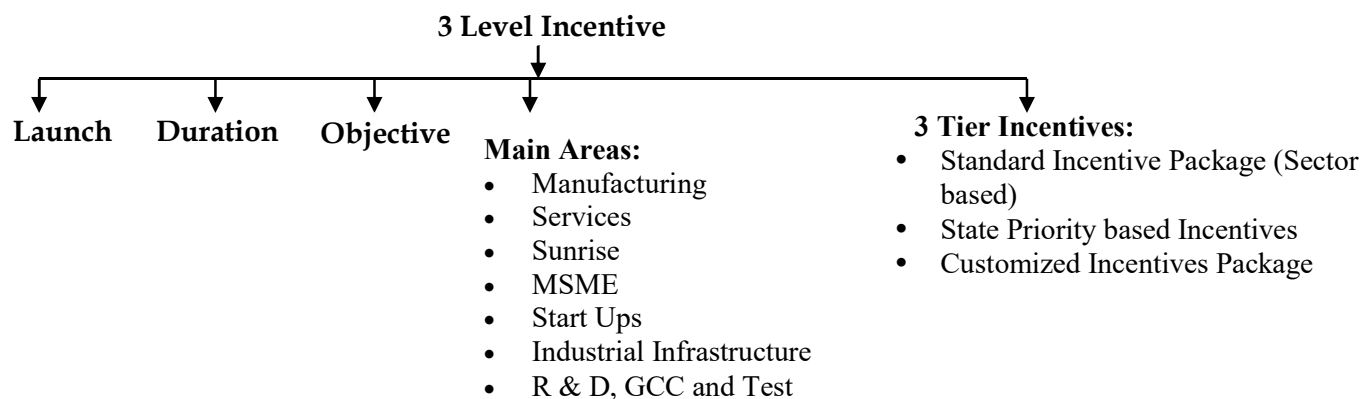 3 Level Incentive
Launch
Duration
Objective
Main Areas:
• Manufacturing
• Services
• Sunrise
• MSME
• Start Ups
• Industrial Infrastructure
• R & D, GCC and Test
3 Tier Incentives:
• Standard Incentive Package (Sector
based)
• State Priority based Incentives
• Customized Incentives Package